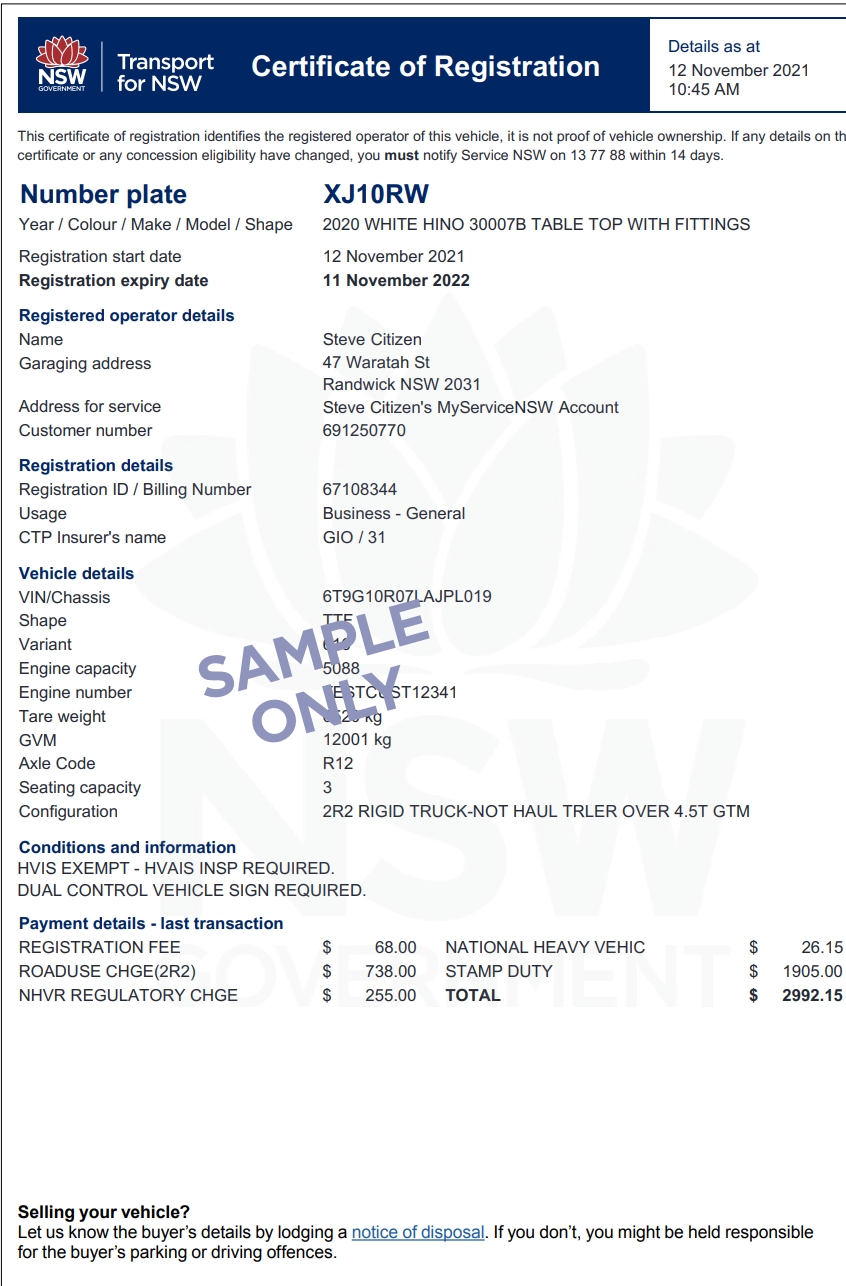 NSW
GOVERNMENT
Transport
for NSW
Certificate of Registration
Details as at
12 November 2021
10:45 AM
This certificate of registration identifies the registered operator of this vehicle, it is not proof of vehicle ownership. If any details on th
certificate or any concession eligibility have changed, you must notify Service NSW on 13 77 88 within 14 days.
Number plate XJ10RW
Year / Colour / Make / Model / Shape 2020 WHITE HINO 30007B TABLE TOP WITH FITTINGS
Registration start date 12 November 2021
Registration expiry date 11 November 2022
Registered operator details
Name Steve Citizen
Garaging address 47 Waratah St
Randwick NSW 2031
Address for service Steve Citizen's MyServiceNSW Account
Customer number 691250770
Registration details
Registration ID / Billing Number 67108344
Usage Business - General
CTP Insurer's name GIO / 31
Vehicle details
VIN/Chassis 6T9G10R07LAJPL019
Shape
Variant
Engine capacity 5088
Engine number
Tare weight kg
GVM 12001 kg
Axle Code R12
Seating capacity 3
Configuration 2R2 RIGID TRUCK-NOT HAUL TRLER OVER 4.5T GTM
SAMPLE
ONLY
Conditions and information
HVIS EXEMPT - HVAIS INSP REQUIRED.
DUAL CONTROL VEHICLE SIGN REQUIRED.
Payment details - last transaction
REGISTRATION FEE $ 68.00 NATIONAL HEAVY VEHIC $ 26.15
ROADUSE CHGE(2R2) $ 738.00 STAMP DUTY $ 1905.00
NHVR REGULATORY CHGE $ 255.00 TOTAL $ 2992.15
NSW
GOVERNMENT
Selling your vehicle?
Let us know the buyer’s details by lodging a notice of disposal. If you don’t, you might be held responsible
for the buyer’s parking or driving offences.